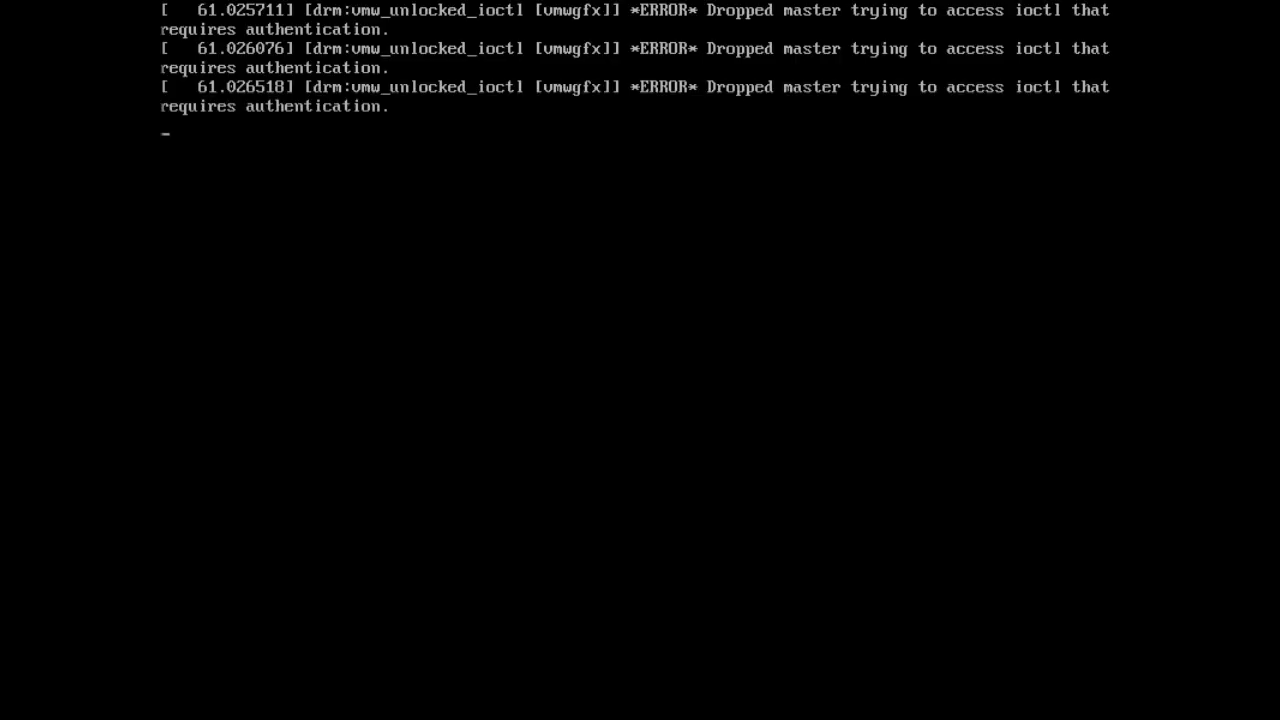 [   61.025711] [drm:vmw_unlocked_ioctl [vmwgfx]] *ERROR* Dropped master trying to access ioctl that
requires authentication.
[   61.026076] [drm:vmw_unlocked_ioctl [vmwgfx]] *ERROR* Dropped master trying to access ioctl that
requires authentication.
[   61.026518] [drm:vmw_unlocked_ioctl [vmwgfx]] *ERROR* Dropped master trying to access ioctl that
requires authentication.